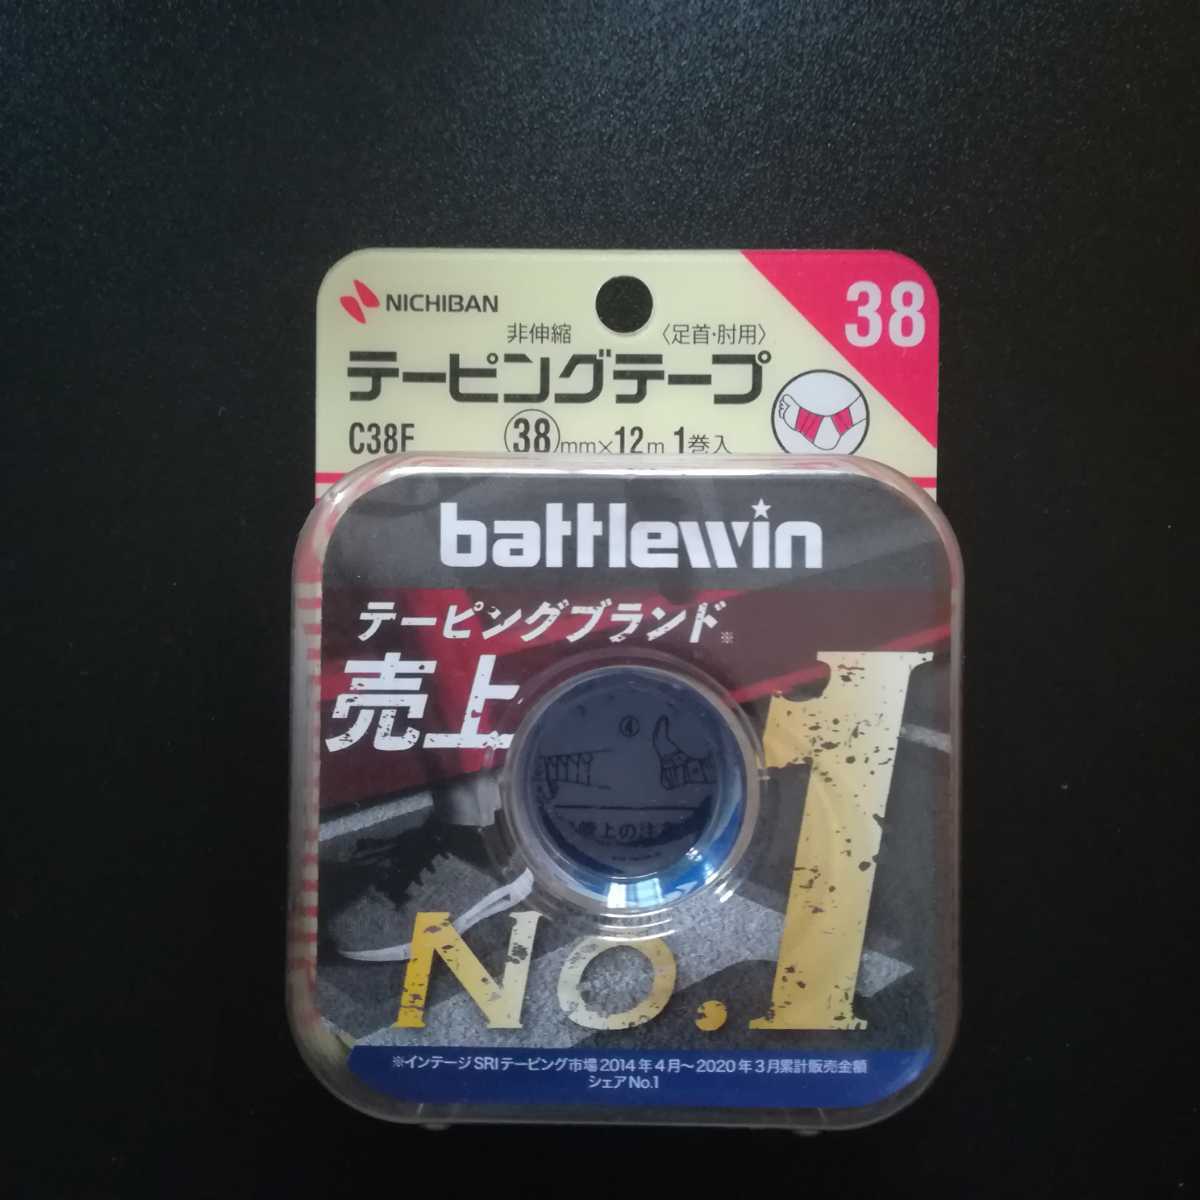 NICHIBAN
38
非伸縮 〈足首・肘用〉
テーピングテープ
C38F 38mm×12m 1巻入
battlewin
テーピングブランド※
売上
④
No.1
※インテージSRIテーピング市場2014年4月〜2020年3月累計販売金額
シェアNo.1